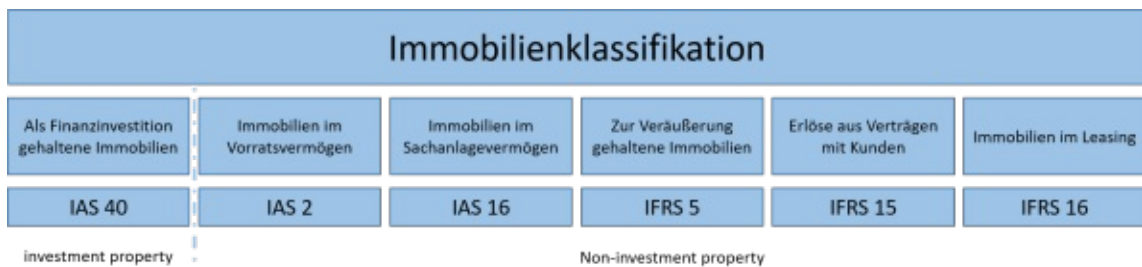 Immobilienklassifikation
Als Finanzinvestition
gehaltene Immobilien
Immobilien im
Vorratsvermögen
Immobilien im
Sachanlagevermögen
Zur Veräußerung
gehaltene Immobilien
Erlöse aus Verträgen
mit Kunden
Immobilien im Leasing
IAS 40
IAS 2
IAS 16
IFRS 5
IFRS 15
IFRS 16
investment property
Non-investment property